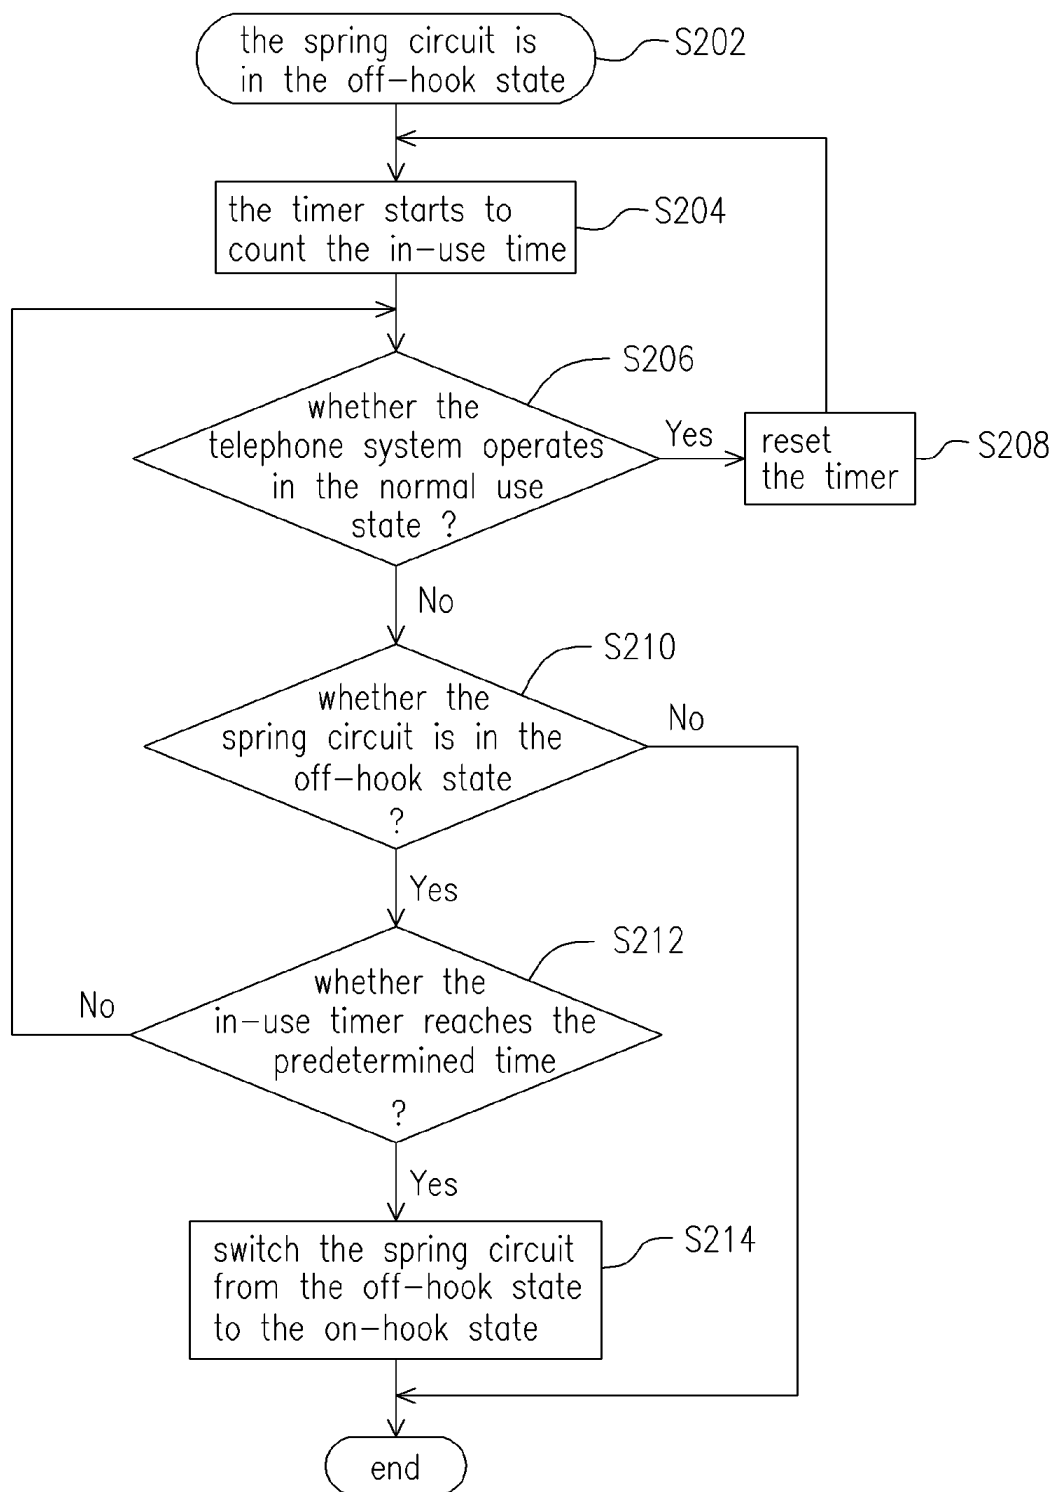 the spring circuit is
in the off-hook state
S202
the timer starts to
count the in-use time
S204
whether the
telephone system operates
in the normal use
state ?
S206
Yes
reset
the timer
S208
No
whether the
spring circuit is in the
off-hook state
?
S210
No
Yes
whether the
in-use timer reaches the
predetermined time
?
S212
No
Yes
switch the spring circuit
from the off-hook state
to the on-hook state
S214
end